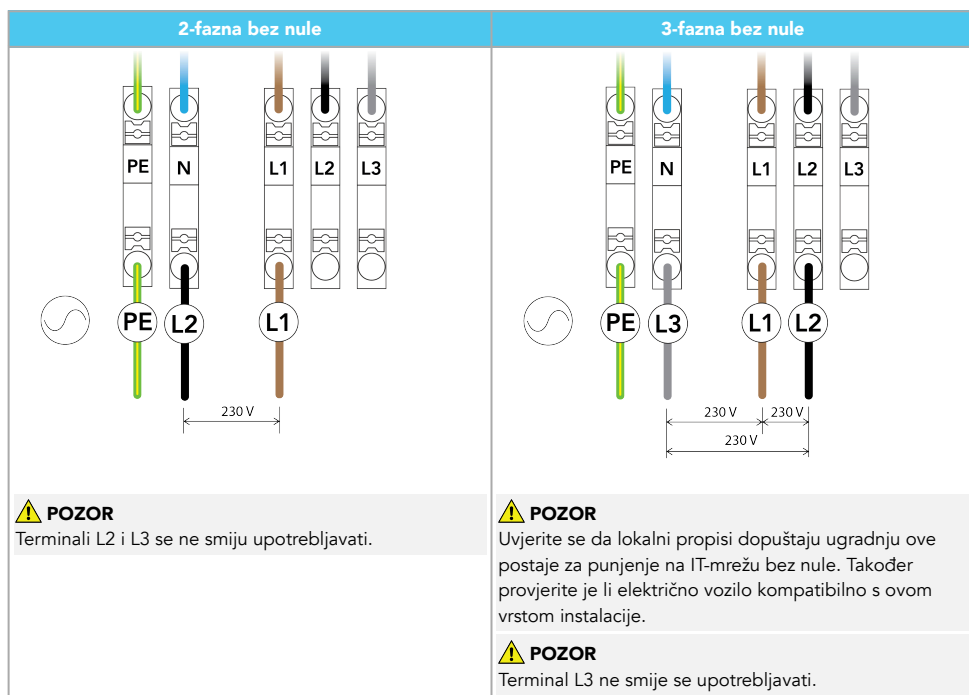 2-fazna bez nule
PE N L1 L2 L3
PE L2 L1
230 V
POZOR
Terminali L2 i L3 se ne smiju upotrebljavati.
3-fazna bez nule
PE N L1 L2 L3
PE L3 L1 L2
230 V 230 V
230 V
POZOR
Uvjerite se da lokalni propisi dopuštaju ugradnju ove
postaje za punjenje na IT-mrežu bez nule. Također
provjerite je li električno vozilo kompatibilno s ovom
vrstom instalacije.
POZOR
Terminal L3 ne smije se upotrebljavati.